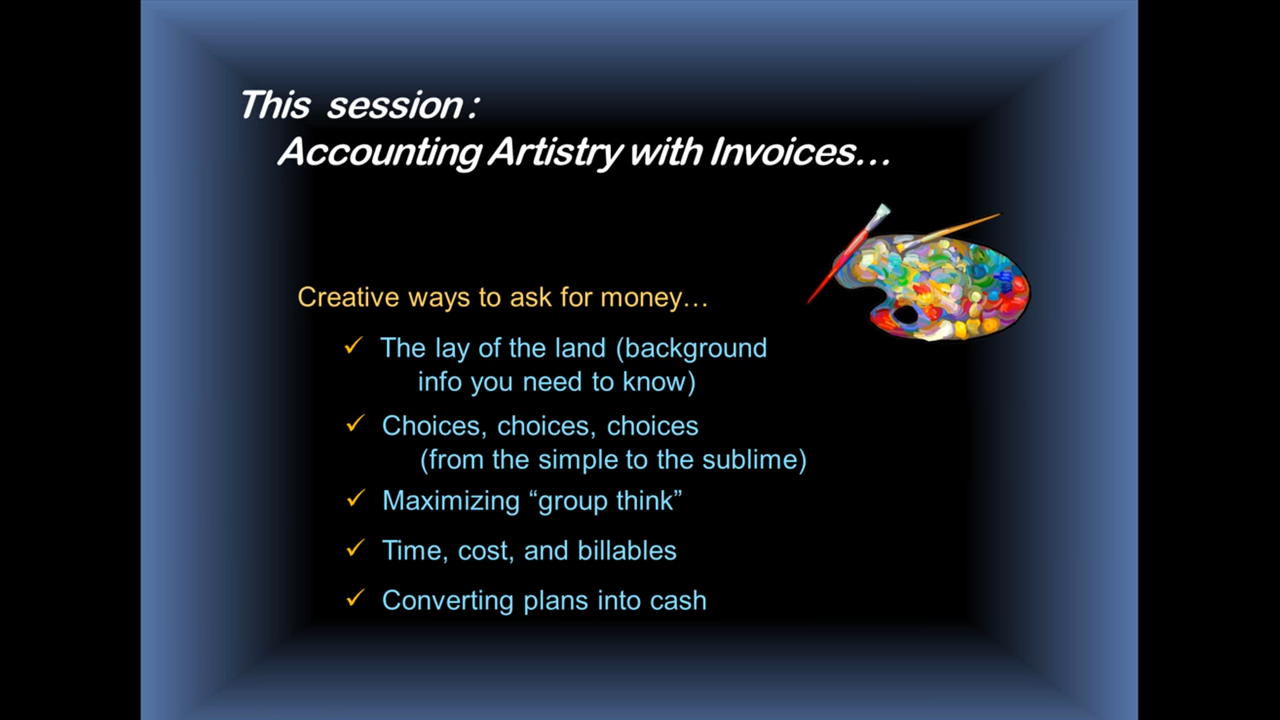 This session :
Accounting Artistry with Invoices…
Creative ways to ask for money…
✓ The lay of the land (background
info you need to know)
✓ Choices, choices, choices
(from the simple to the sublime)
✓ Maximizing “group think”
✓ Time, cost, and billables
✓ Converting plans into cash